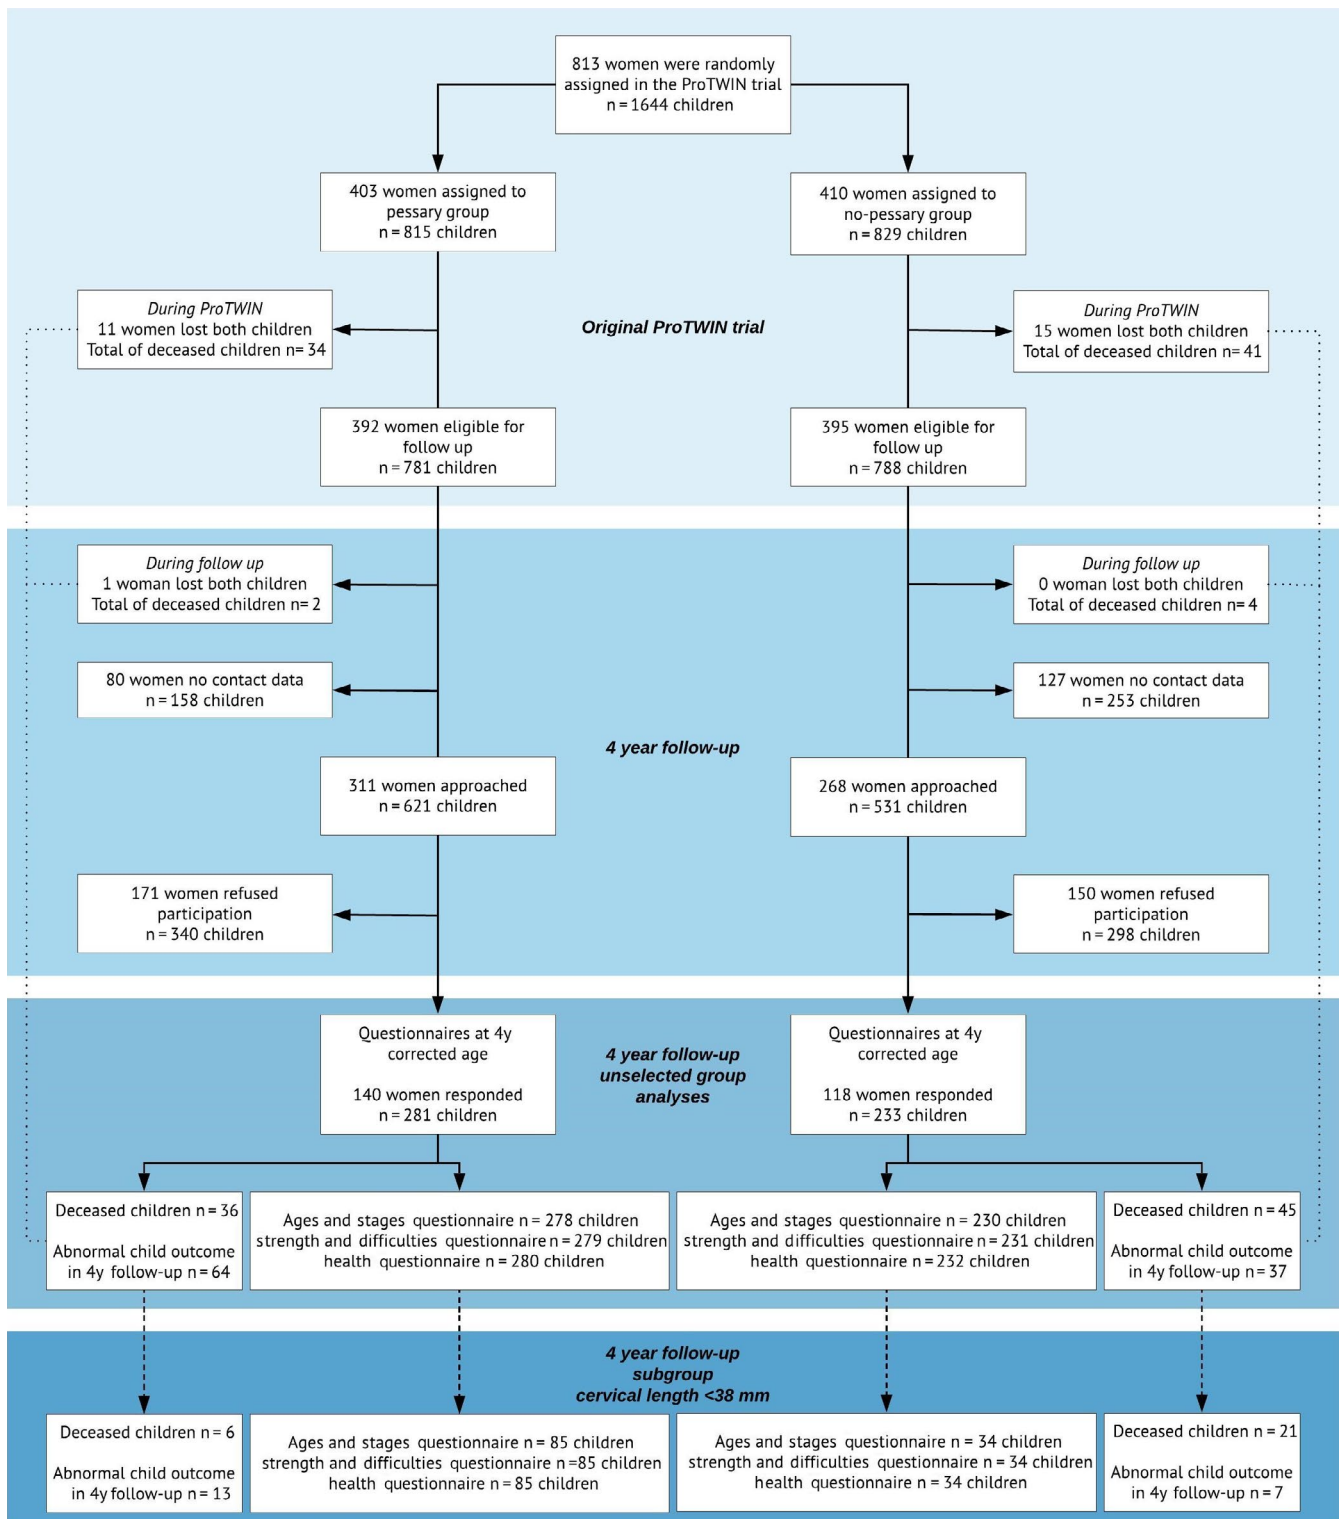 813 women were randomly
assigned in the ProTWIN trial
n = 1644 children
403 women assigned to
pessary group
n = 815 children
410 women assigned to
no-pessary group
n = 829 children
During ProTWIN
11 women lost both children
Total of deceased children n= 34
Original ProTWIN trial
During ProTWIN
15 women lost both children
Total of deceased children n= 41
392 women eligible for
follow up
n = 781 children
395 women eligible for
follow up
n = 788 children
During follow up
1 woman lost both children
Total of deceased children n= 2
During follow up
0 woman lost both children
Total of deceased children n= 4
80 women no contact data
n = 158 children
127 women no contact data
n = 253 children
4 year follow-up
311 women approached
n = 621 children
268 women approached
n = 531 children
171 women refused
participation
n = 340 children
150 women refused
participation
n = 298 children
Questionnaires at 4y
corrected age
140 women responded
n = 281 children
4 year follow-up
unselected group
analyses
Questionnaires at 4y
corrected age
118 women responded
n = 233 children
Deceased children n = 36
Abnormal child outcome
in 4y follow-up n = 64
Ages and stages questionnaire n = 278 children
strength and difficulties questionnaire n = 279 children
health questionnaire n = 280 children
Ages and stages questionnaire n = 230 children
strength and difficulties questionnaire n = 231 children
health questionnaire n = 232 children
Deceased children n = 45
Abnormal child outcome
in 4y follow-up n = 37
4 year follow-up
subgroup
cervical length <38 mm
Deceased children n = 6
Abnormal child outcome
in 4y follow-up n = 13
Ages and stages questionnaire n = 85 children
strength and difficulties questionnaire n =85 children
health questionnaire n = 85 children
Ages and stages questionnaire n = 34 children
strength and difficulties questionnaire n = 34 children
health questionnaire n = 34 children
Deceased children n = 21
Abnormal child outcome
in 4y follow-up n = 7